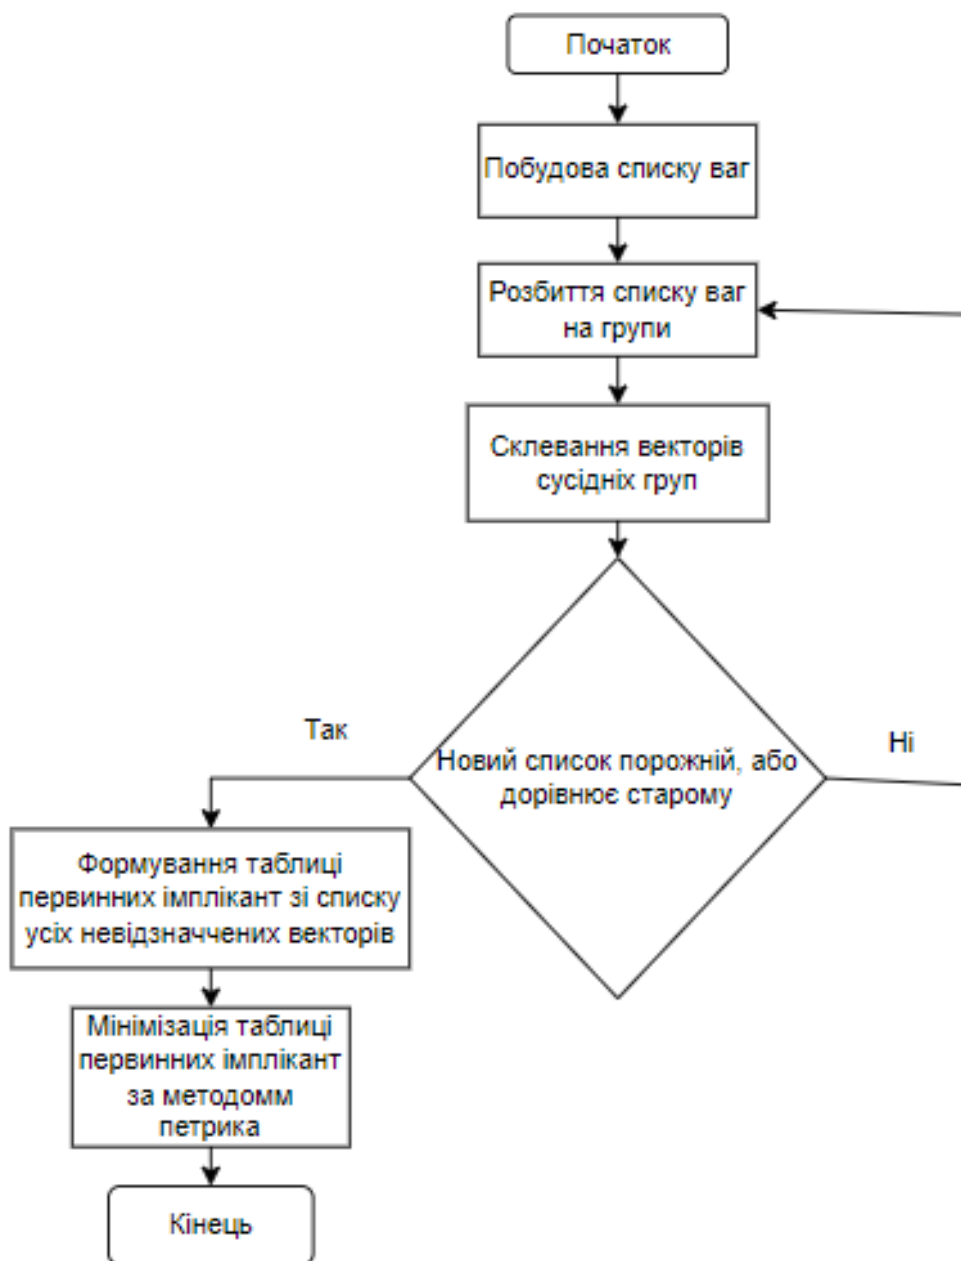 Початок
Побудова списку ваг
Розбиття списку ваг
на групи
Склевання векторів
сусідніх груп
Так
Новий список порожній, або
дорівнює старому
Ні
Формування таблиці
первинних імплікант зі списку
усіх невідзначчених векторів
Мінімізація таблиці
первинних імплікант
за методомм
петрика
Кінець